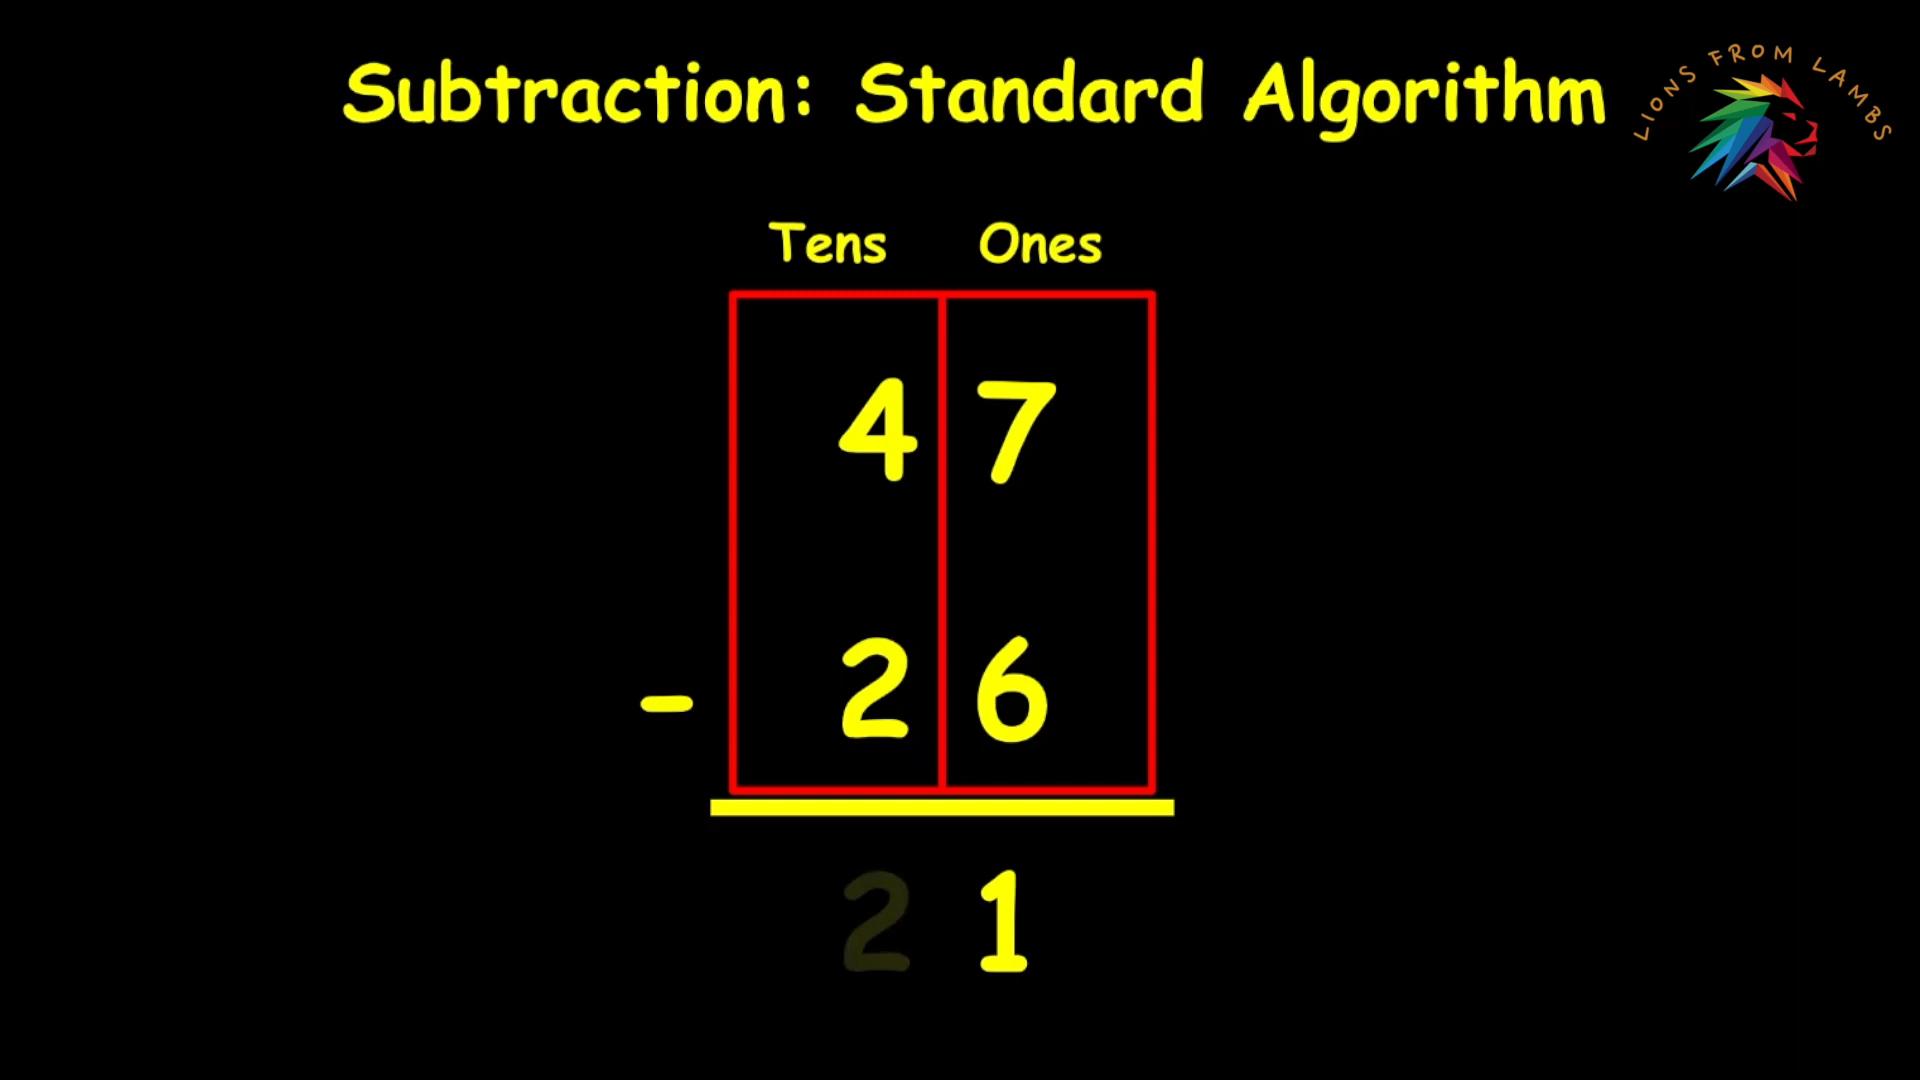 Subtraction: Standard Algorithm
LIONS FROM LAMBS
Tens Ones
4 7
- 2 6
2 1